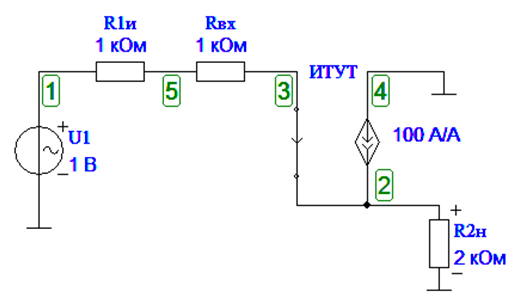 R1и
Rвх
1 кОм
1 кОм
ИТУТ
1
5
3
4
+
U1
1 В
−
100 А/А
2
+
R2н
2 кОм
−